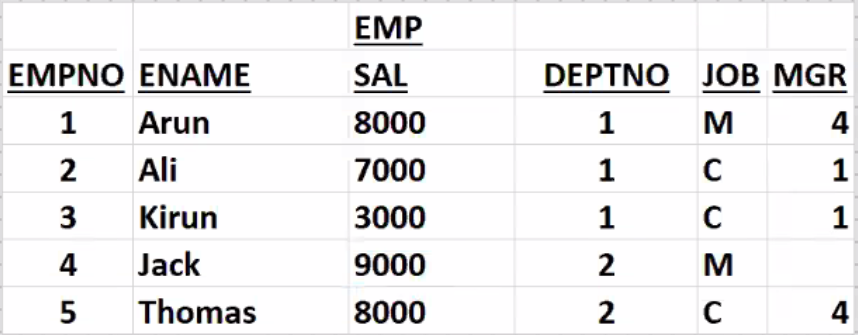 EMP
EMPNO ENAME SAL DEPTNO JOB MGR
1 Arun 8000 1 M 4
2 Ali 7000 1 C 1
3 Kirun 3000 1 C 1
4 Jack 9000 2 M
5 Thomas 8000 2 C 4